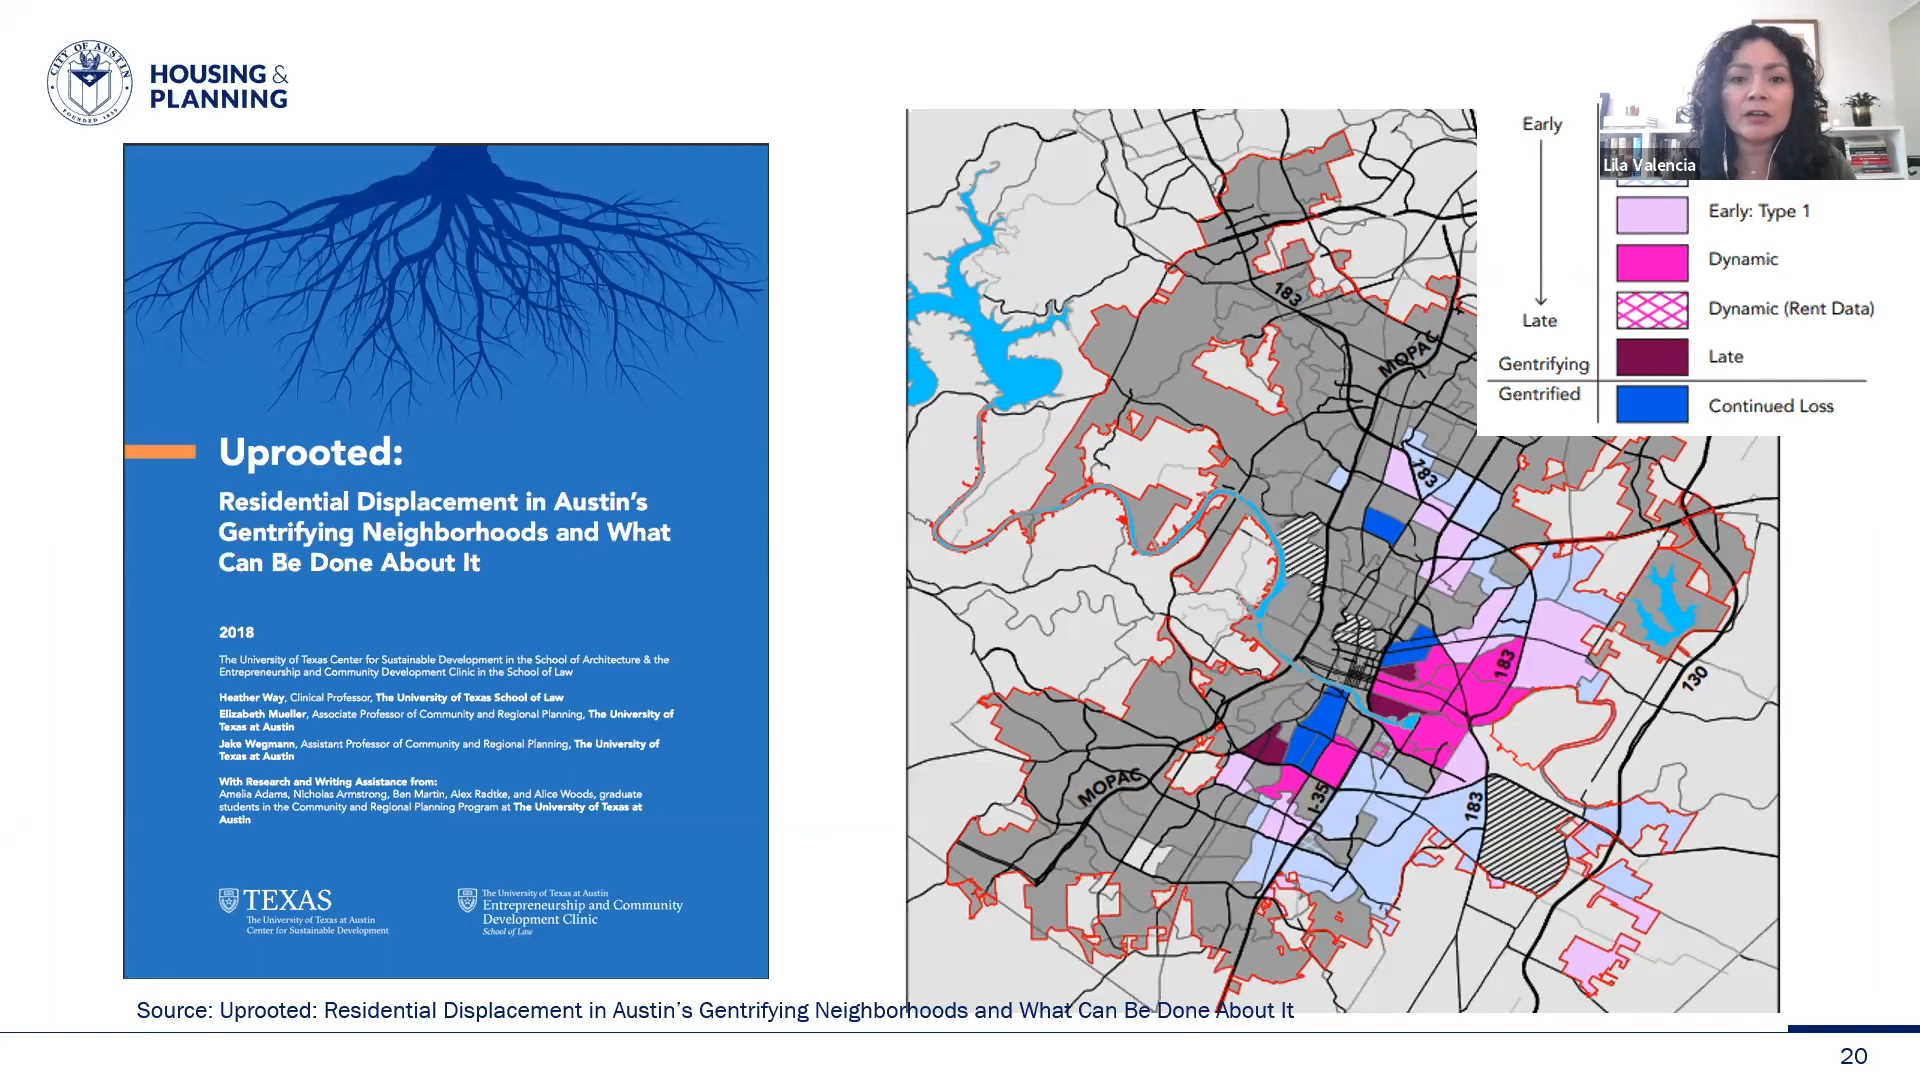 CITY OF AUSTIN
FOUNDED 1839
HOUSING &
PLANNING
Uprooted:
Residential Displacement in Austin's
Gentrifying Neighborhoods and What
Can Be Done About It
2018
The University of Texas Center for Sustainable Development in the School of Architecture & the
Entrepreneurship and Community Development Clinic in the School of Law
Heather Way, Clinical Professor, The University of Texas School of Law
Elizabeth Mueller, Associate Professor of Community and Regional Planning, The University of
Texas at Austin
Jake Wegmann, Assistant Professor of Community and Regional Planning, The University of
Texas at Austin
With Research and Writing Assistance from:
Amelia Adams, Nicholas Armstrong, Ben Martin, Alex Radtke, and Alice Woods, graduate
students in the Community and Regional Planning Program at The University of Texas at
Austin
TEXAS
The University of Texas at Austin
Center for Sustainable Development
The University of Texas at Austin
Entrepreneurship and Community
Development Clinic
School of Law
183
MOPAC
183
183
130
MOPAC
I-35
183
Early
Late
Gentrifying
Gentrified
Lila Valencia
Early: Type 1
Dynamic
Dynamic (Rent Data)
Late
Continued Loss
Source: Uprooted: Residential Displacement in Austin's Gentrifying Neighborhoods and What Can Be Done About It
20